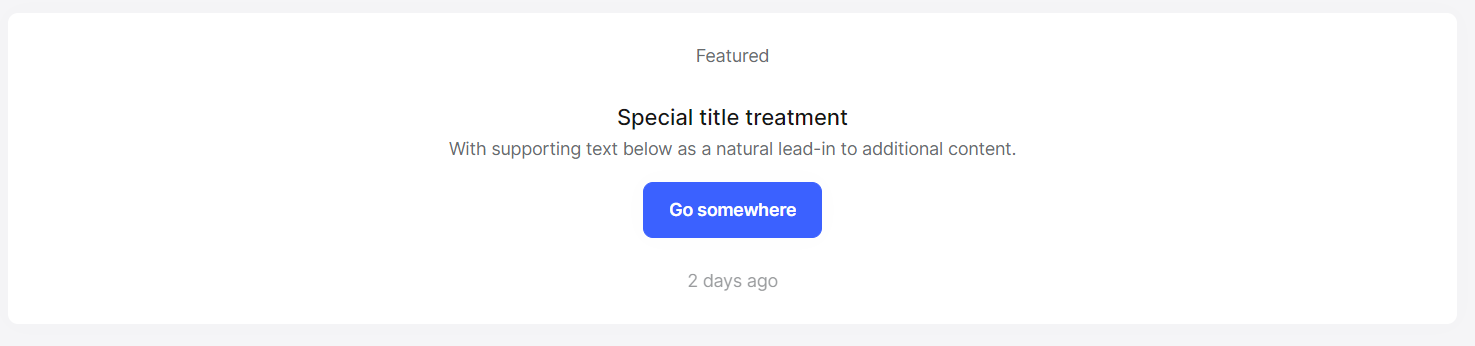 Featured
Special title treatment
With supporting text below as a natural lead-in to additional content.
Go somewhere
2 days ago